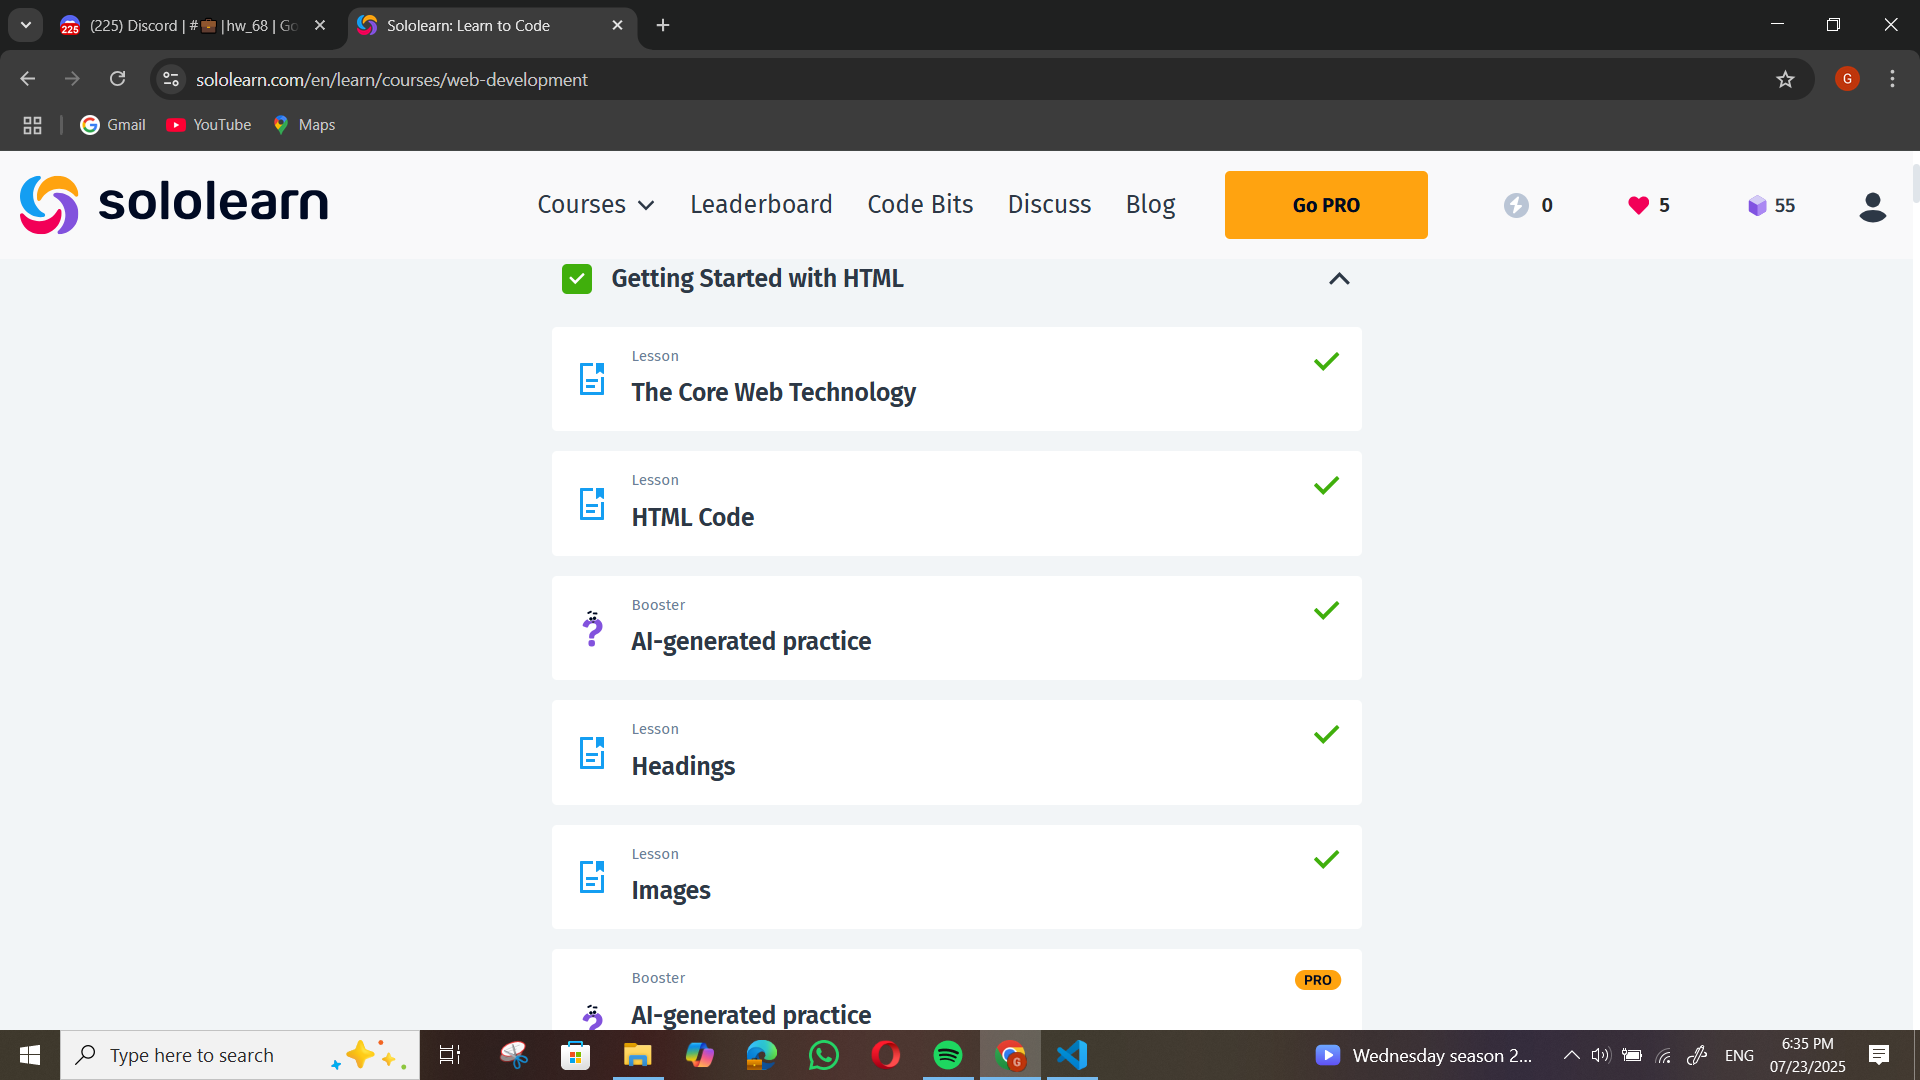 225
(225) Discord | #💼|hw_68 | Go
Sololearn: Learn to Code
sololearn.com/en/learn/courses/web-development
G
Gmail
YouTube
Maps
sololearn
Courses
Leaderboard
Code Bits
Discuss
Blog
Go PRO
0
5
55
Getting Started with HTML
Lesson
The Core Web Technology
Lesson
HTML Code
Booster
AI-generated practice
Lesson
Headings
Lesson
Images
Booster
PRO
AI-generated practice
Type here to search
G
Wednesday season 2...
ENG
6:35 PM
07/23/2025